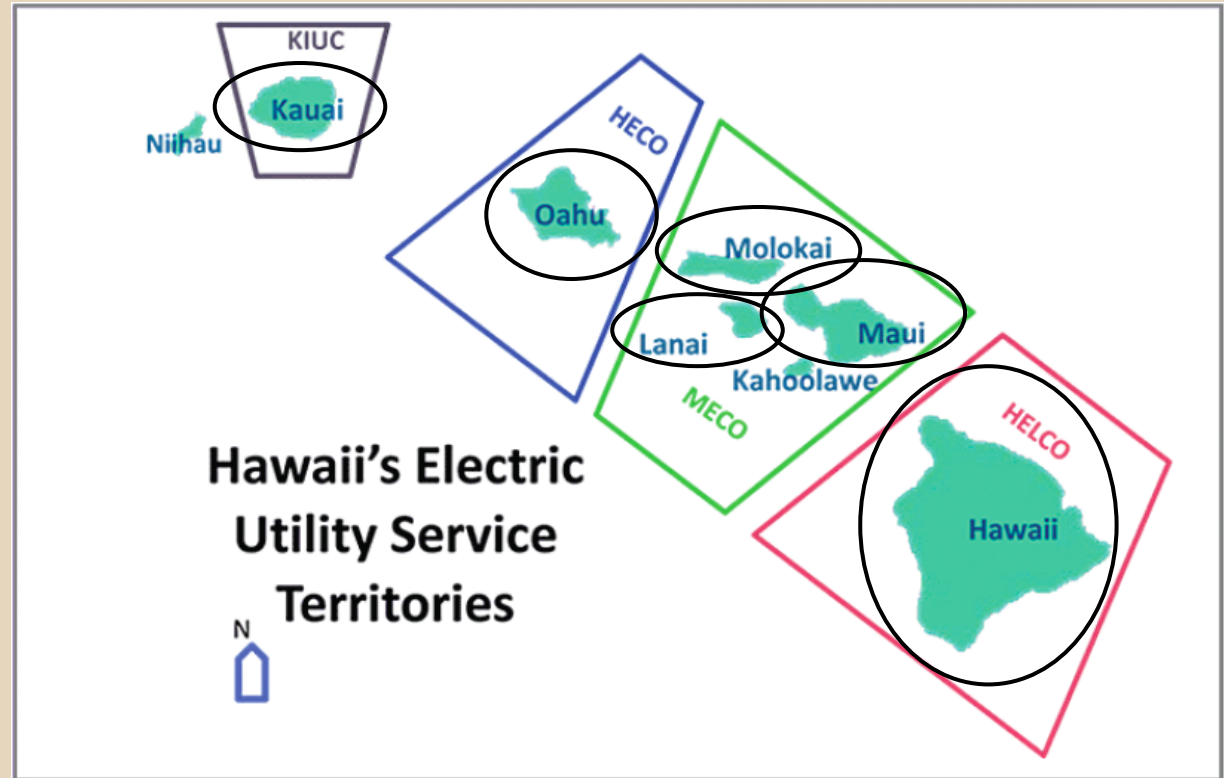 KIUC
Kauai
Niihau
HECO
Oahu
Molokai
Lanai
Maui
Kahoolawe
MECO
HELCO
Hawaii
Hawaii’s Electric
Utility Service
Territories
N